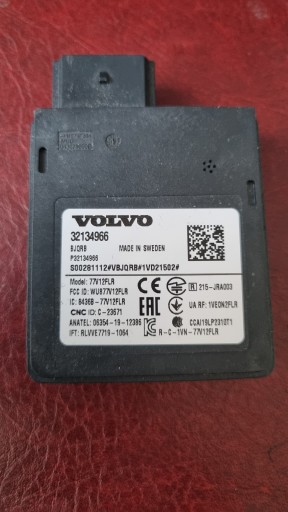 VOLVO
32134966
BJQRB MADE IN SWEDEN
P32134966
S00281112#VBJQRB#1VD21502#
Model: 77V12FLR
FCC ID: WU877V12FLR
IC: 8436B-77V12FLR
CNC ID: C-23671
ANATEL: 06354-19-12386
IFT: RLVVE7719-1064
R 215-JRA003
UA RF: 1VEON2FLR
CCAI19LP2310T1
R-C-1VN-77V12FLR